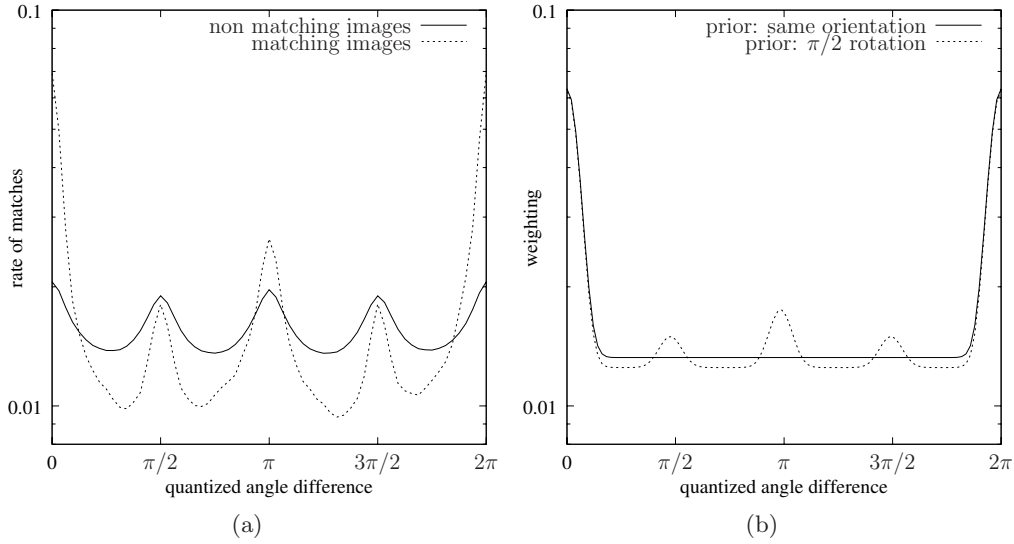 0.1
non matching images
matching images
rate of matches
0.01
0
π/2
π
3π/2
2π
quantized angle difference
(a)
0.1
prior: same orientation
prior: π/2 rotation
weighting
0.01
0
π/2
π
3π/2
2π
quantized angle difference
(b)